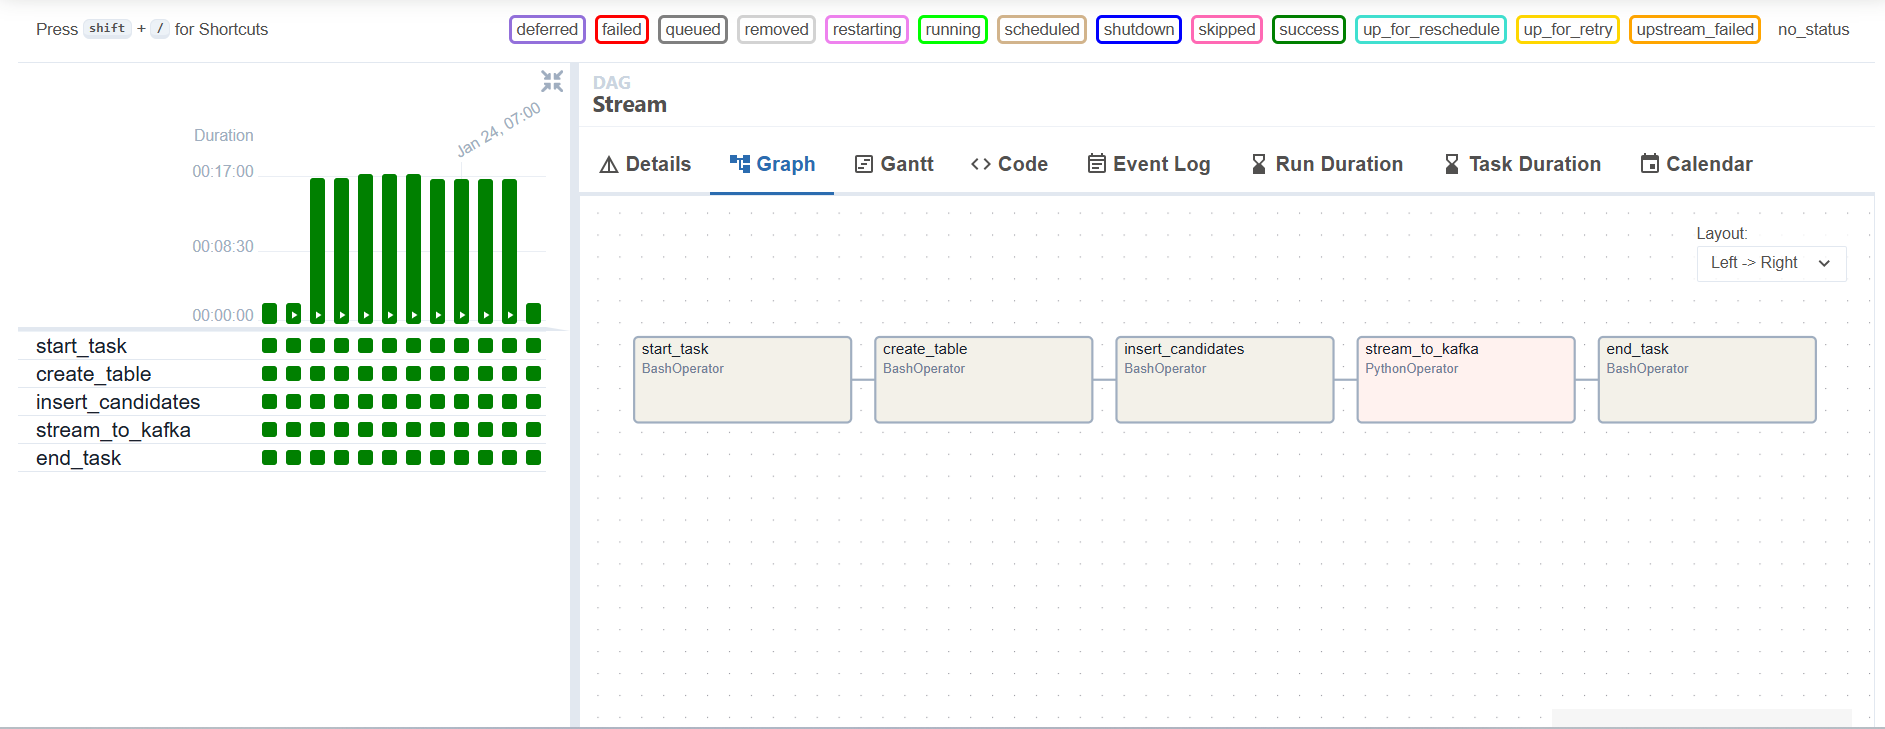 Press shift + / for Shortcuts
deferred failed queued removed restarting running scheduled shutdown skipped success up_for_reschedule up_for_retry upstream_failed no_status
Jan 24, 07:00
Duration
00:17:00
00:08:30
00:00:00
start_task
create_table
insert_candidates
stream_to_kafka
end_task
DAG
Stream
Details Graph Gantt Code Event Log Run Duration Task Duration Calendar
Layout:
Left -> Right
start_task
BashOperator
create_table
BashOperator
insert_candidates
BashOperator
stream_to_kafka
PythonOperator
end_task
BashOperator